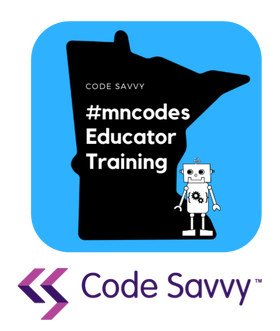 CODE SAVVY
#mncodes
Educator
Training
Code Savvy™